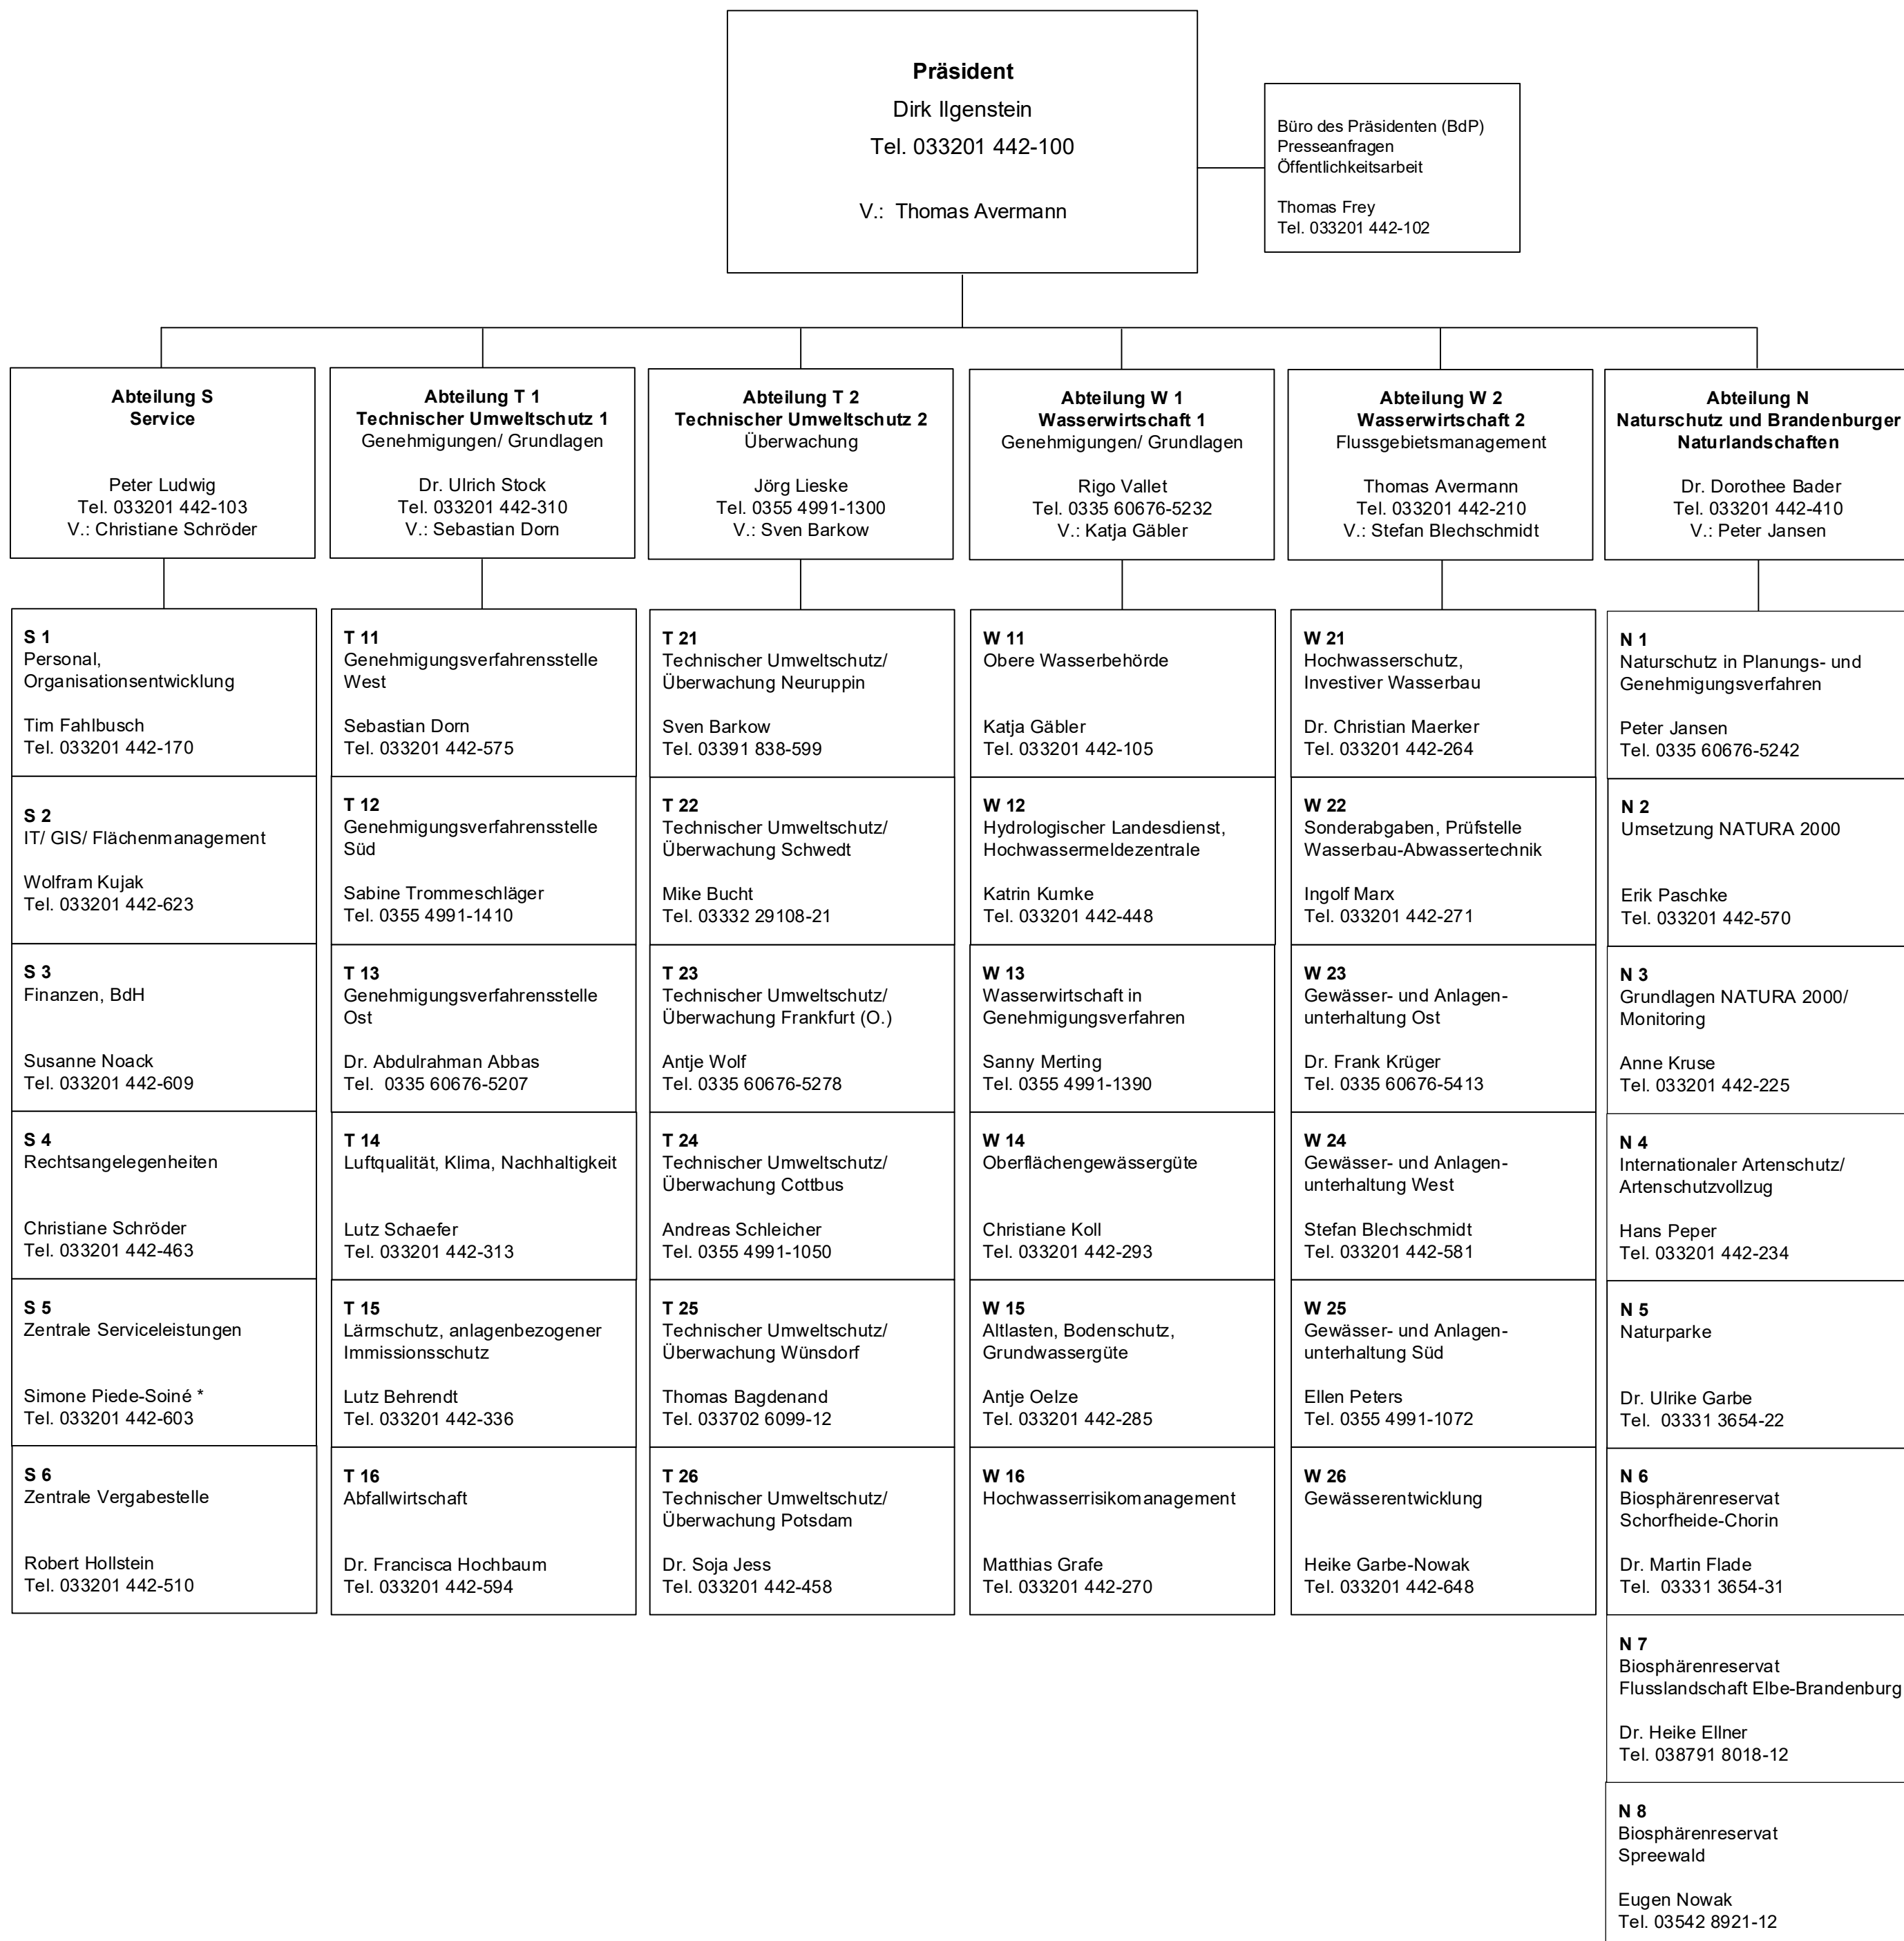 Präsident
Dirk Ilgenstein
Tel. 033201 442-100
V.: Thomas Avermann
Büro des Präsidenten (BdP)
Presseanfragen
Öffentlichkeitsarbeit
Thomas Frey
Tel. 033201 442-102
Abteilung S
Service
Peter Ludwig
Tel. 033201 442-103
V.: Christiane Schröder
Abteilung T 1
Technischer Umweltschutz 1
Genehmigungen/ Grundlagen
Dr. Ulrich Stock
Tel. 033201 442-310
V.: Sebastian Dorn
Abteilung T 2
Technischer Umweltschutz 2
Überwachung
Jörg Lieske
Tel. 0355 4991-1300
V.: Sven Barkow
Abteilung W 1
Wasserwirtschaft 1
Genehmigungen/ Grundlagen
Rigo Vallet
Tel. 0335 60676-5232
V.: Katja Gäbler
Abteilung W 2
Wasserwirtschaft 2
Flussgebietsmanagement
Thomas Avermann
Tel. 033201 442-210
V.: Stefan Blechschmidt
Abteilung N
Naturschutz und Brandenburger
Naturlandschaften
Dr. Dorothee Bader
Tel. 033201 442-410
V.: Peter Jansen
S 1
Personal,
Organisationsentwicklung
Tim Fahlbusch
Tel. 033201 442-170
S 2
IT/ GIS/ Flächenmanagement
Wolfram Kujak
Tel. 033201 442-623
S 3
Finanzen, BdH
Susanne Noack
Tel. 033201 442-609
S 4
Rechtsangelegenheiten
Christiane Schröder
Tel. 033201 442-463
S 5
Zentrale Serviceleistungen
Simone Piede-Soiné *
Tel. 033201 442-603
S 6
Zentrale Vergabestelle
Robert Hollstein
Tel. 033201 442-510
T 11
Genehmigungsverfahrensstelle
West
Sebastian Dorn
Tel. 033201 442-575
T 12
Genehmigungsverfahrensstelle
Süd
Sabine Trommeschläger
Tel. 0355 4991-1410
T 13
Genehmigungsverfahrensstelle
Ost
Dr. Abdulrahman Abbas
Tel. 0335 60676-5207
T 14
Luftqualität, Klima, Nachhaltigkeit
Lutz Schaefer
Tel. 033201 442-313
T 15
Lärmschutz, anlagenbezogener
Immissionsschutz
Lutz Behrendt
Tel. 033201 442-336
T 16
Abfallwirtschaft
Dr. Francisca Hochbaum
Tel. 033201 442-594
T 21
Technischer Umweltschutz/
Überwachung Neuruppin
Sven Barkow
Tel. 03391 838-599
T 22
Technischer Umweltschutz/
Überwachung Schwedt
Mike Bucht
Tel. 03332 29108-21
T 23
Technischer Umweltschutz/
Überwachung Frankfurt (O.)
Antje Wolf
Tel. 0335 60676-5278
T 24
Technischer Umweltschutz/
Überwachung Cottbus
Andreas Schleicher
Tel. 0355 4991-1050
T 25
Technischer Umweltschutz/
Überwachung Wünsdorf
Thomas Bagdenand
Tel. 033702 6099-12
T 26
Technischer Umweltschutz/
Überwachung Potsdam
Dr. Soja Jess
Tel. 033201 442-458
W 11
Obere Wasserbehörde
Katja Gäbler
Tel. 033201 442-105
W 12
Hydrologischer Landesdienst,
Hochwassermeldezentrale
Katrin Kumke
Tel. 033201 442-448
W 13
Wasserwirtschaft in
Genehmigungsverfahren
Sanny Merting
Tel. 0355 4991-1390
W 14
Oberflächengewässergüte
Christiane Koll
Tel. 033201 442-293
W 15
Altlasten, Bodenschutz,
Grundwassergüte
Antje Oelze
Tel. 033201 442-285
W 16
Hochwasserrisikomanagement
Matthias Grafe
Tel. 033201 442-270
W 21
Hochwasserschutz,
Investiver Wasserbau
Dr. Christian Maerker
Tel. 033201 442-264
W 22
Sonderabgaben, Prüfstelle
Wasserbau-Abwassertechnik
Ingolf Marx
Tel. 033201 442-271
W 23
Gewässer- und Anlagen-
unterhaltung Ost
Dr. Frank Krüger
Tel. 0335 60676-5413
W 24
Gewässer- und Anlagen-
unterhaltung West
Stefan Blechschmidt
Tel. 033201 442-581
W 25
Gewässer- und Anlagen-
unterhaltung Süd
Ellen Peters
Tel. 0355 4991-1072
W 26
Gewässerentwicklung
Heike Garbe-Nowak
Tel. 033201 442-648
N 1
Naturschutz in Planungs- und
Genehmigungsverfahren
Peter Jansen
Tel. 0335 60676-5242
N 2
Umsetzung NATURA 2000
Erik Paschke
Tel. 033201 442-570
N 3
Grundlagen NATURA 2000/
Monitoring
Anne Kruse
Tel. 033201 442-225
N 4
Internationaler Artenschutz/
Artenschutzvollzug
Hans Peper
Tel. 033201 442-234
N 5
Naturparke
Dr. Ulrike Garbe
Tel. 03331 3654-22
N 6
Biosphärenreservat
Schorfheide-Chorin
Dr. Martin Flade
Tel. 03331 3654-31
N 7
Biosphärenreservat
Flusslandschaft Elbe-Brandenburg
Dr. Heike Ellner
Tel. 038791 8018-12
N 8
Biosphärenreservat
Spreewald
Eugen Nowak
Tel. 03542 8921-12